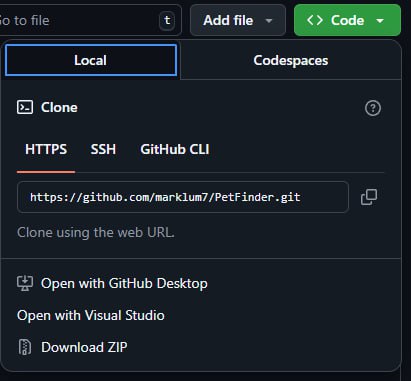 Go to file t Add file <> Code
Local Codespaces
Clone
HTTPS SSH GitHub CLI
https://github.com/marklum7/PetFinder.git
Clone using the web URL.
Open with GitHub Desktop
Open with Visual Studio
Download ZIP